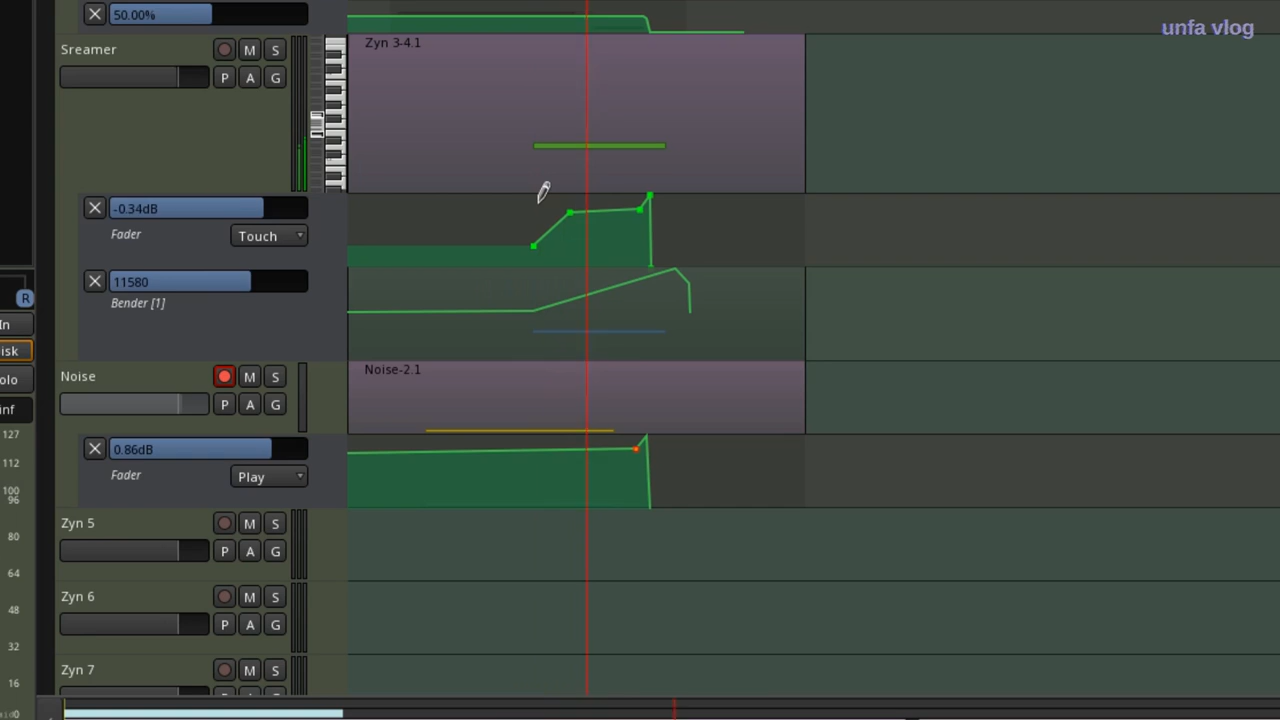 50.00%
unfa vlog
Sreamer
M
S
P
A
G
Zyn 3-4.1
-0.34dB
Fader
Touch
11580
Bender [1]
R
In
isk
olo
inf
Noise
M
S
P
A
G
Noise-2.1
0.86dB
Fader
Play
127
112
100
96
80
64
48
32
16
0
Zyn 5
M
S
P
A
G
Zyn 6
M
S
P
A
G
Zyn 7
M
S